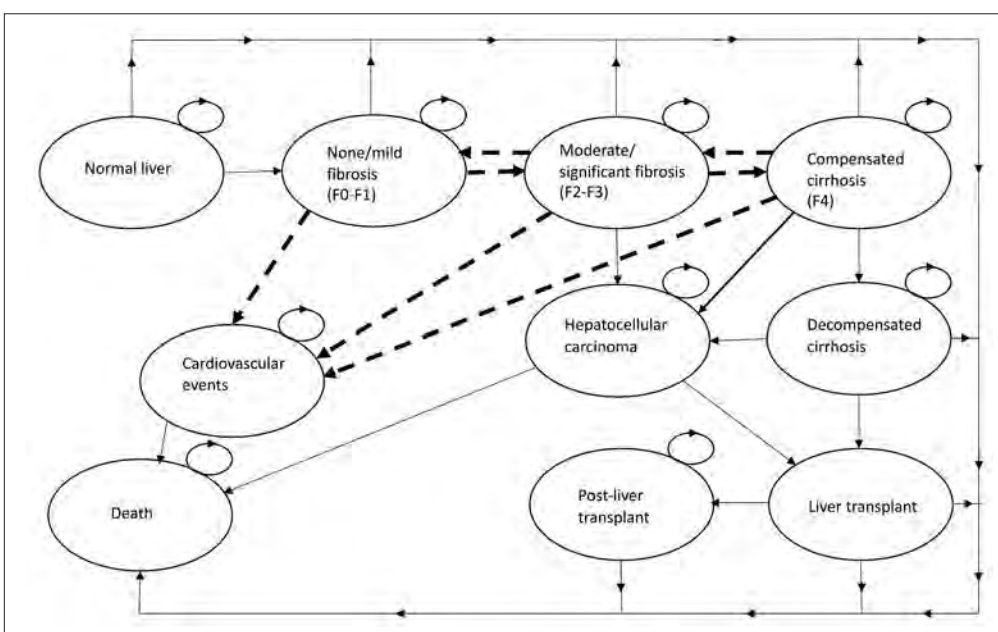 Normal liver
None/mild
fibrosis
(F0-F1)
Moderate/
significant fibrosis
(F2-F3)
Compensated
cirrhosis
(F4)
Cardiovascular
events
Hepatocellular
carcinoma
Decompensated
cirrhosis
Death
Post-liver
transplant
Liver transplant